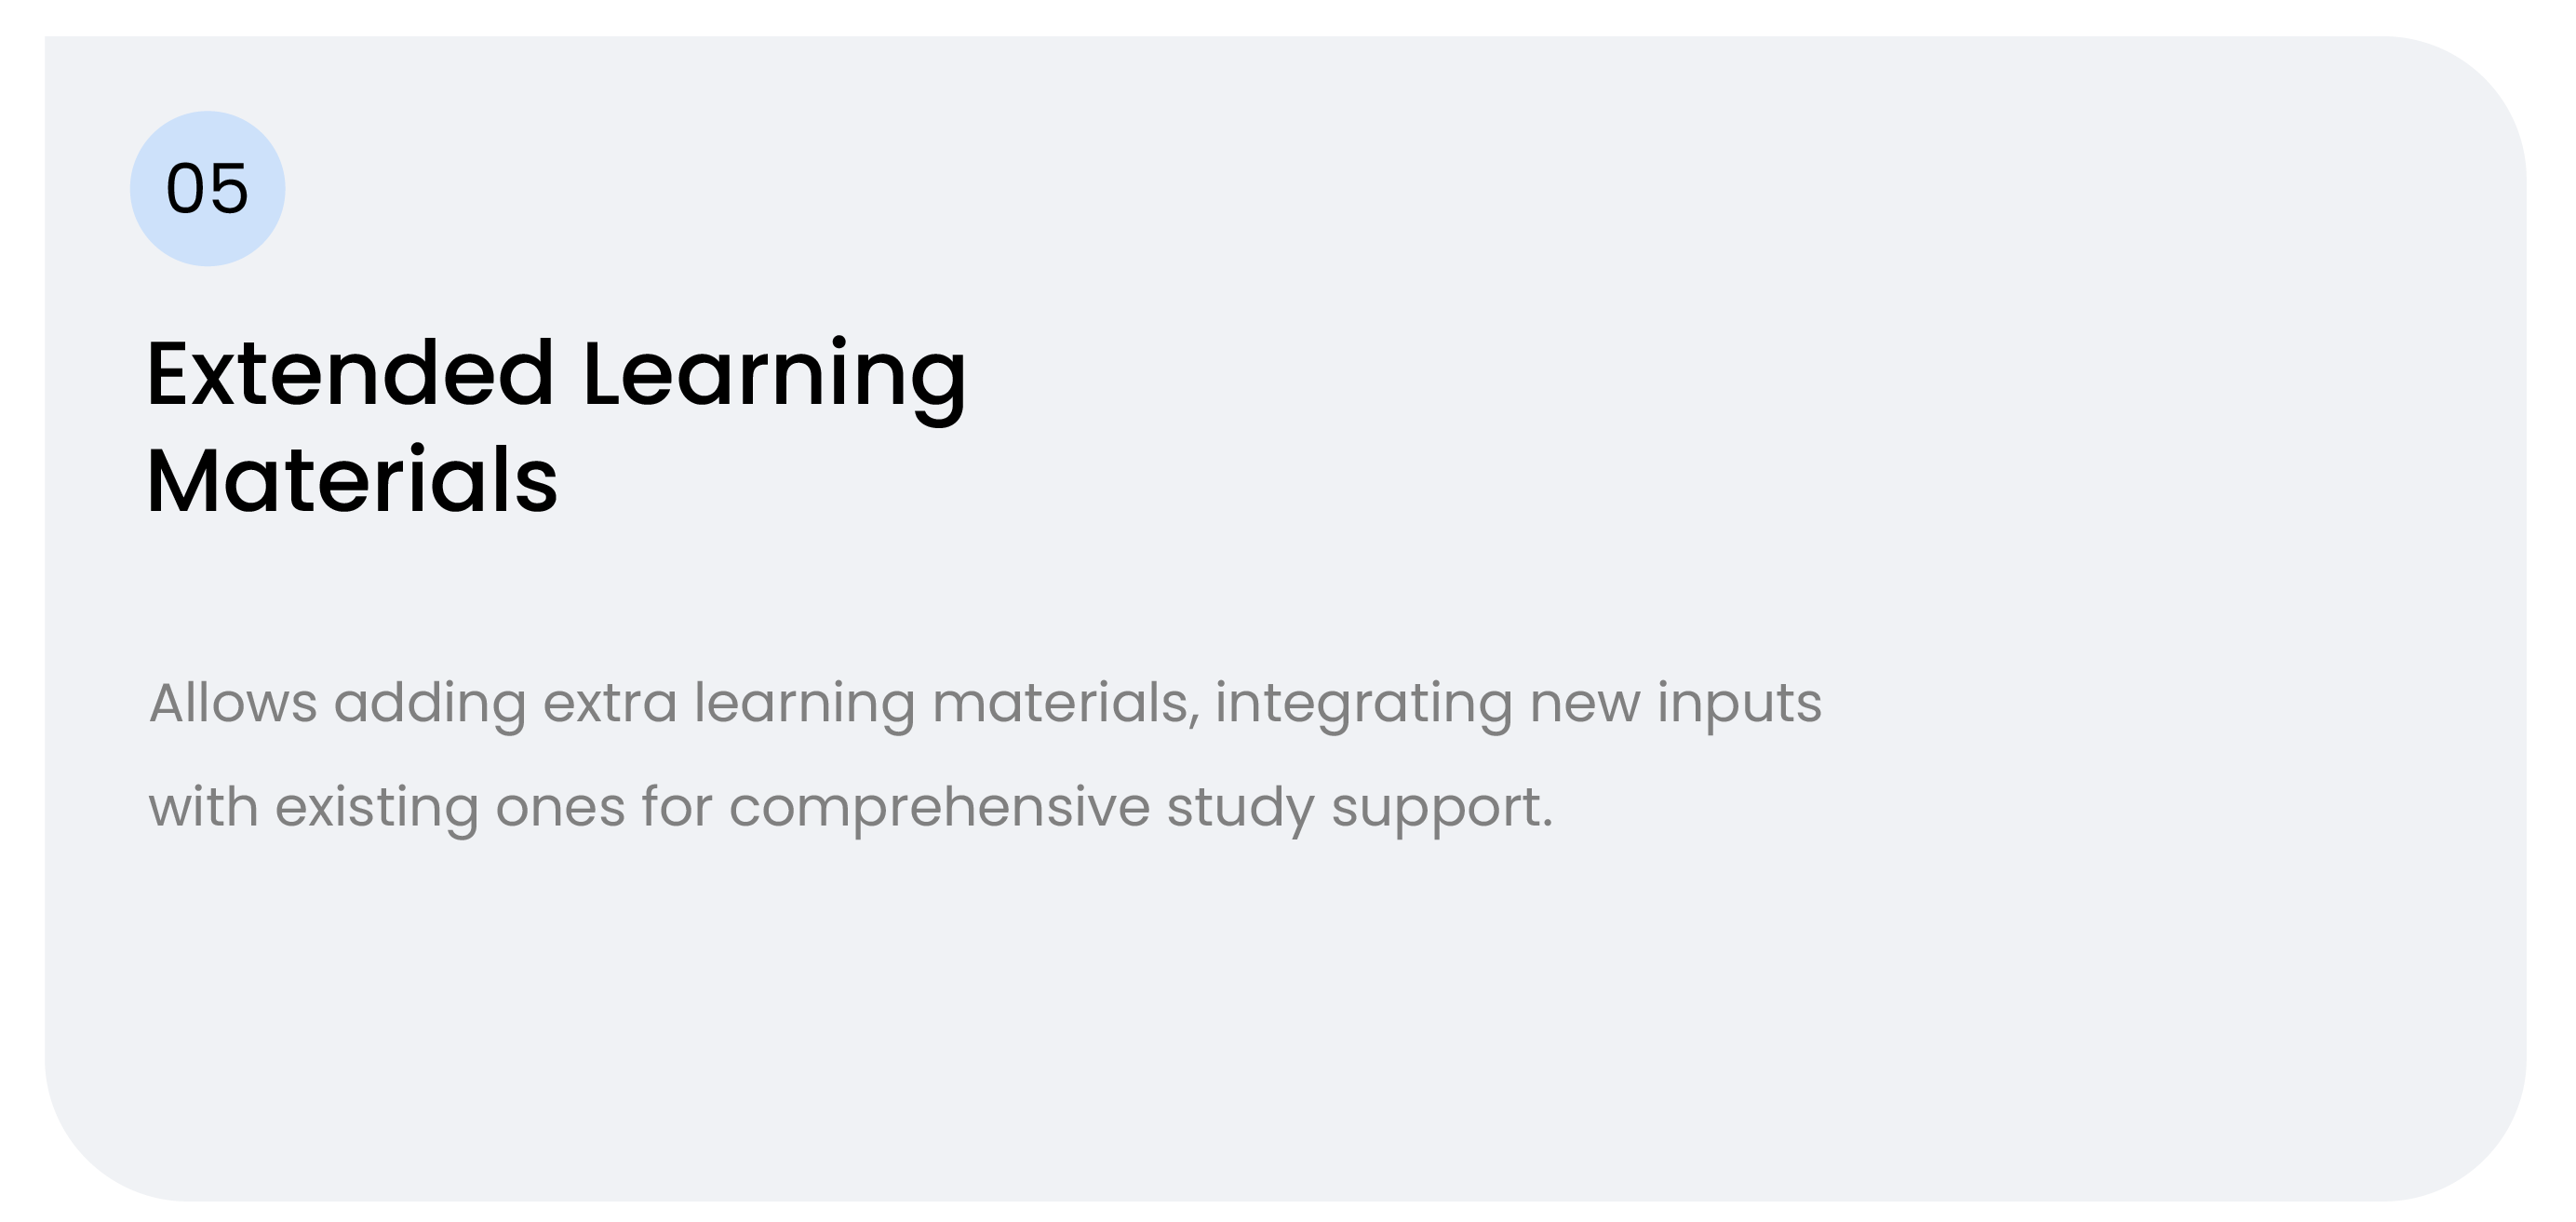 05
Extended Learning
Materials
Allows adding extra learning materials, integrating new inputs
with existing ones for comprehensive study support.